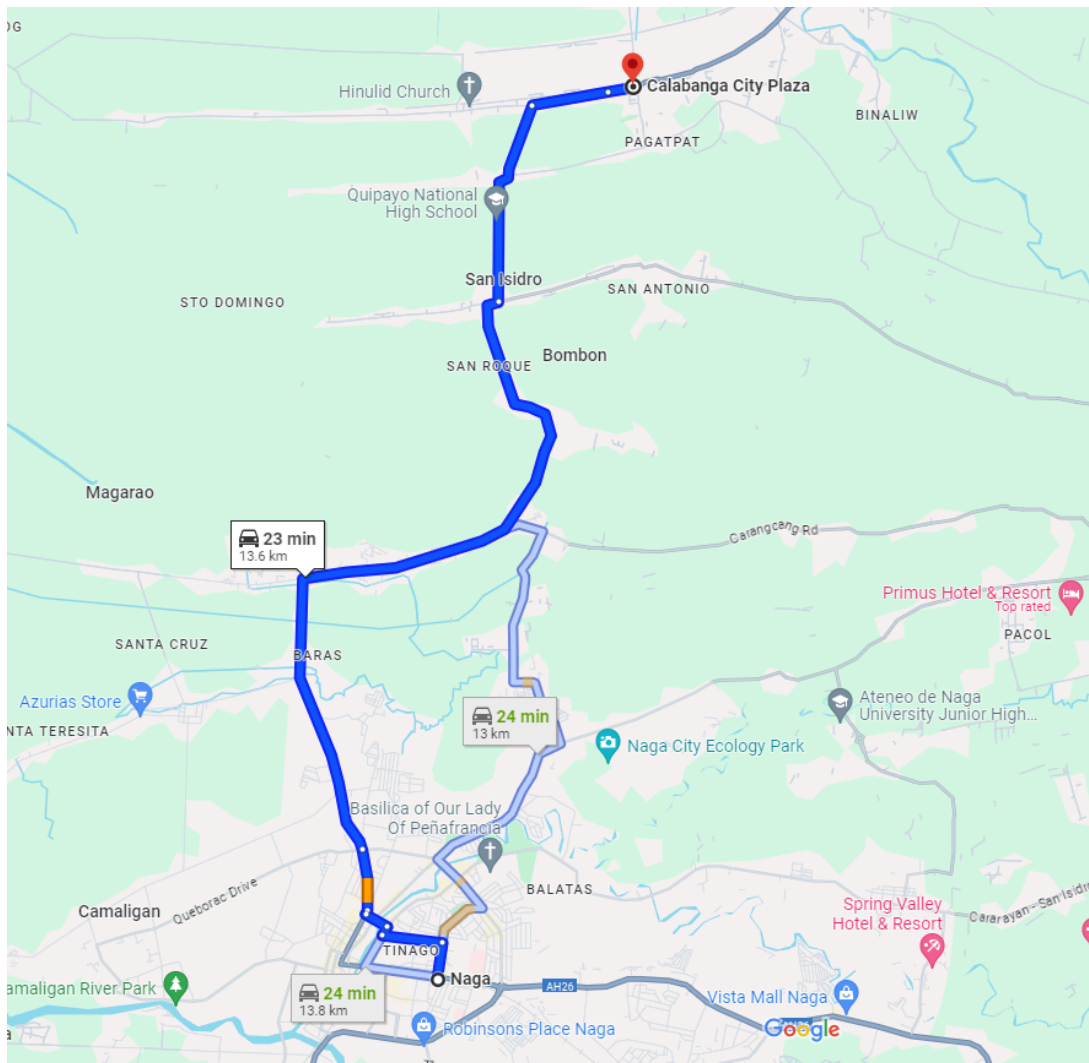 OG
Hinulid Church
Calabanga City Plaza
BINALIW
PAGATPAT
Quipayo National
High School
San Isidro
STO DOMINGO
SAN ANTONIO
SAN ROQUE
Bombon
Magarao
23 min
13.6 km
Carangcang Rd
Primus Hotel & Resort
Top rated
PACOL
SANTA CRUZ
BARAS
Azurias Store
NTA TERESITA
24 min
13 km
Ateneo de Naga
University Junior High...
Naga City Ecology Park
Basilica of Our Lady
Of Peñafrancia
BALATAS
Queborac Drive
Camaligan
Spring Valley
Hotel & Resort
Cararayan - San Isidro
TINAGO
Naga
amaligan River Park
24 min
13.8 km
AH26
Vista Mall Naga
Robinsons Place Naga
Google
a